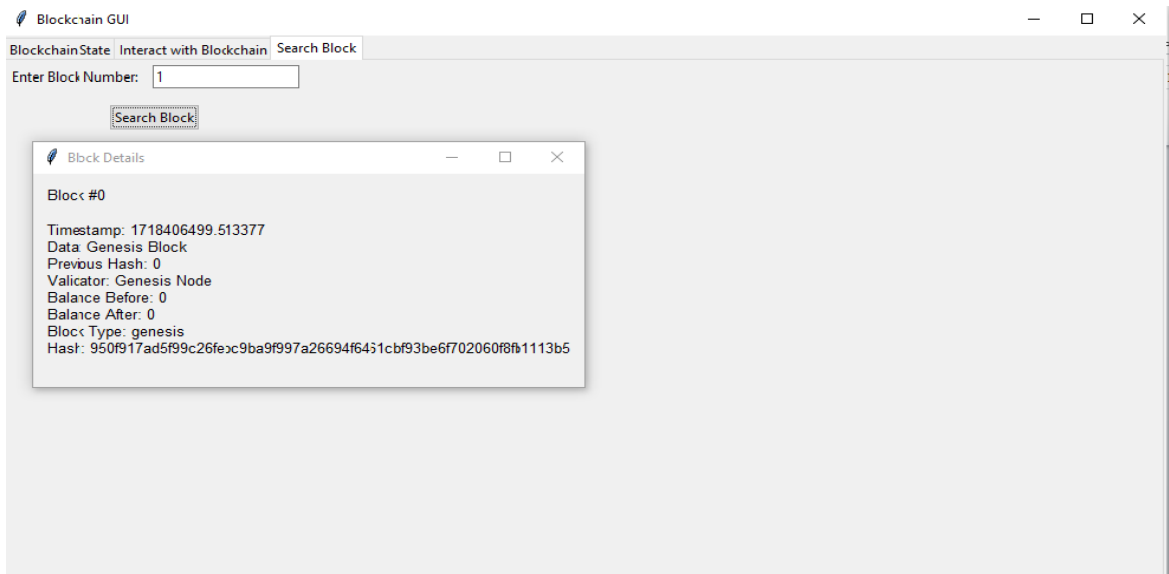 Blockchain GUI
Blockchain State Interact with Blockchain Search Block
Enter Block Number: 1
Search Block
Block Details
Block #0
Timestamp: 1718406499.513377
Data: Genesis Block
Previous Hash: 0
Validator: Genesis Node
Balance Before: 0
Balance After: 0
Block Type: genesis
Hash: